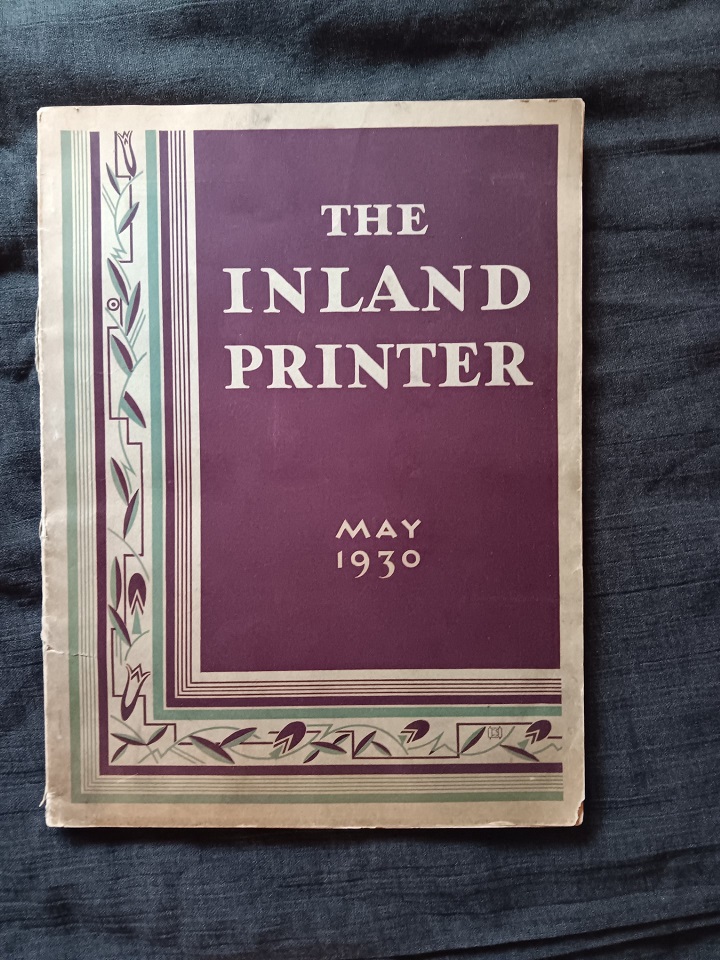 THE
INLAND
PRINTER
MAY
1930